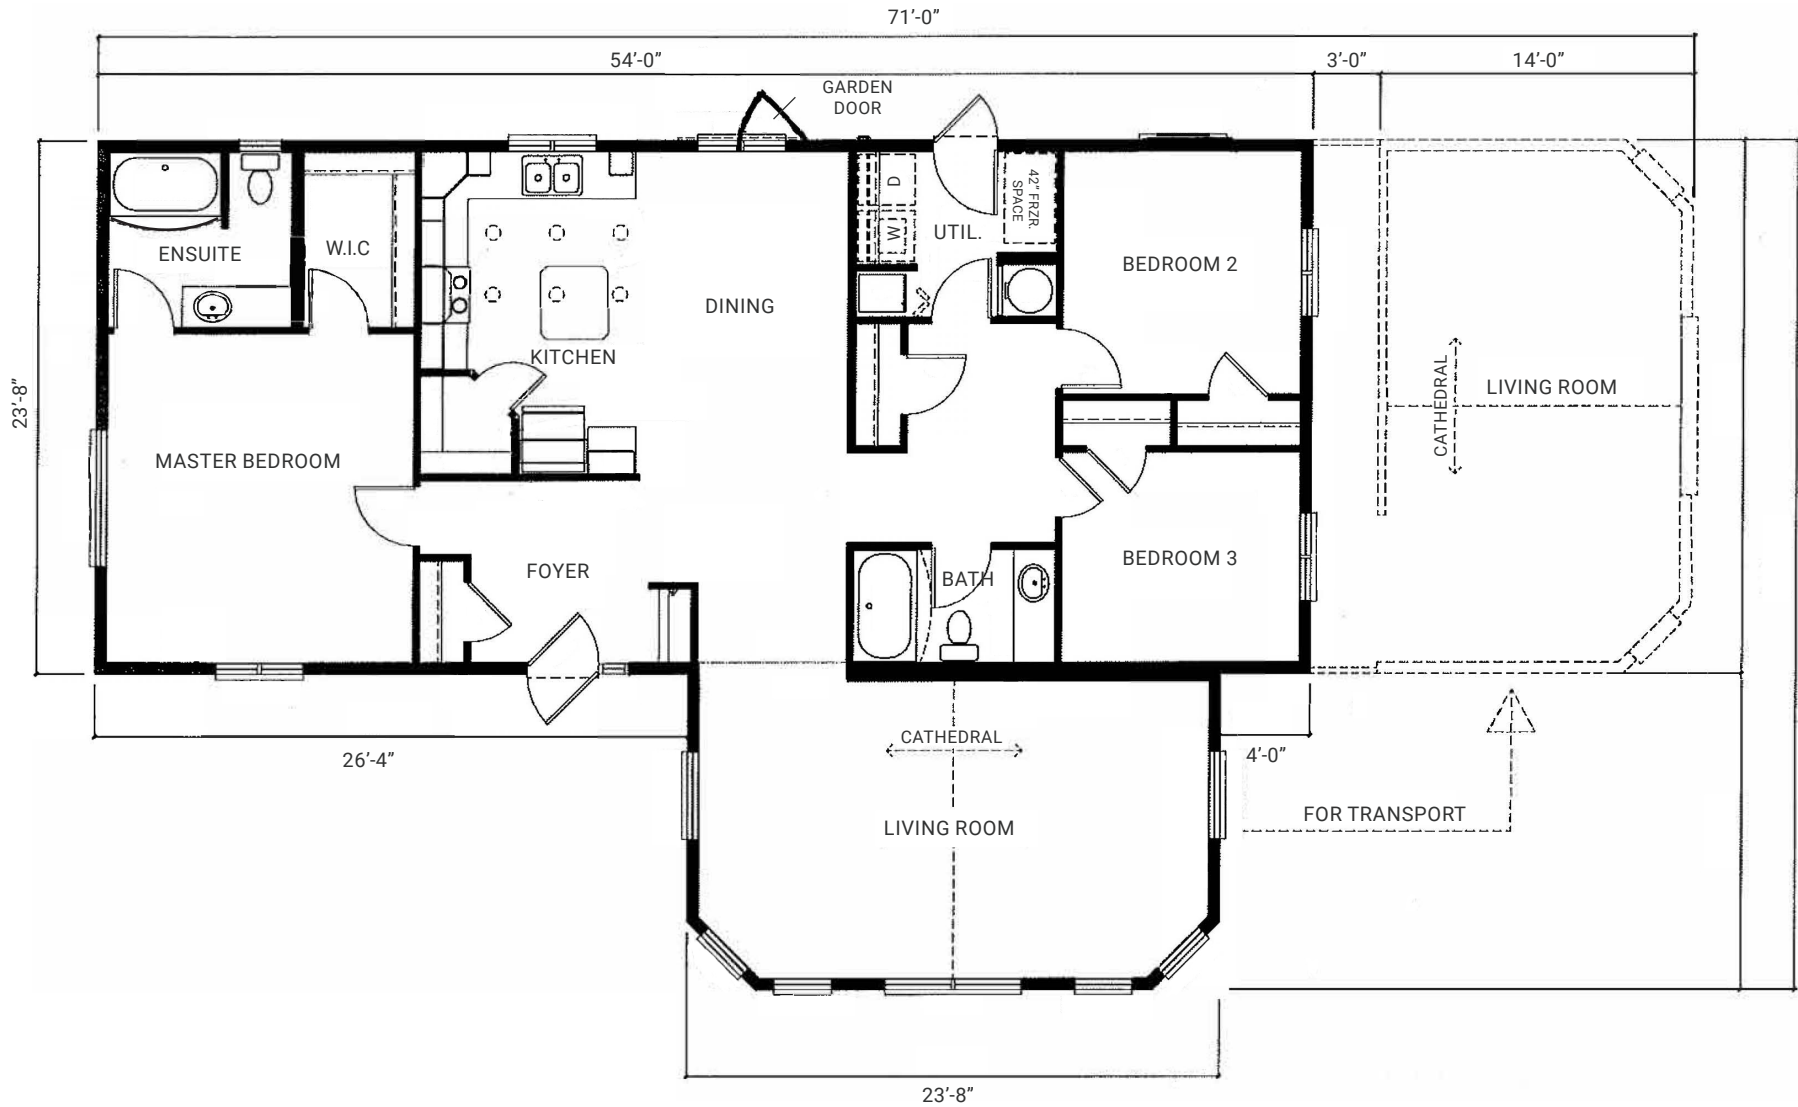 71’-0”
54’-0”
3’-0”
14’-0”
GARDEN
DOOR
23’-8”
ENSUITE
W.I.C
D
W
UTIL.
42” FRZR.
SPACE
BEDROOM 2
DINING
KITCHEN
CATHEDRAL
LIVING ROOM
MASTER BEDROOM
FOYER
BATH
BEDROOM 3
26’-4”
CATHEDRAL
4’-0”
LIVING ROOM
FOR TRANSPORT
23’-8”